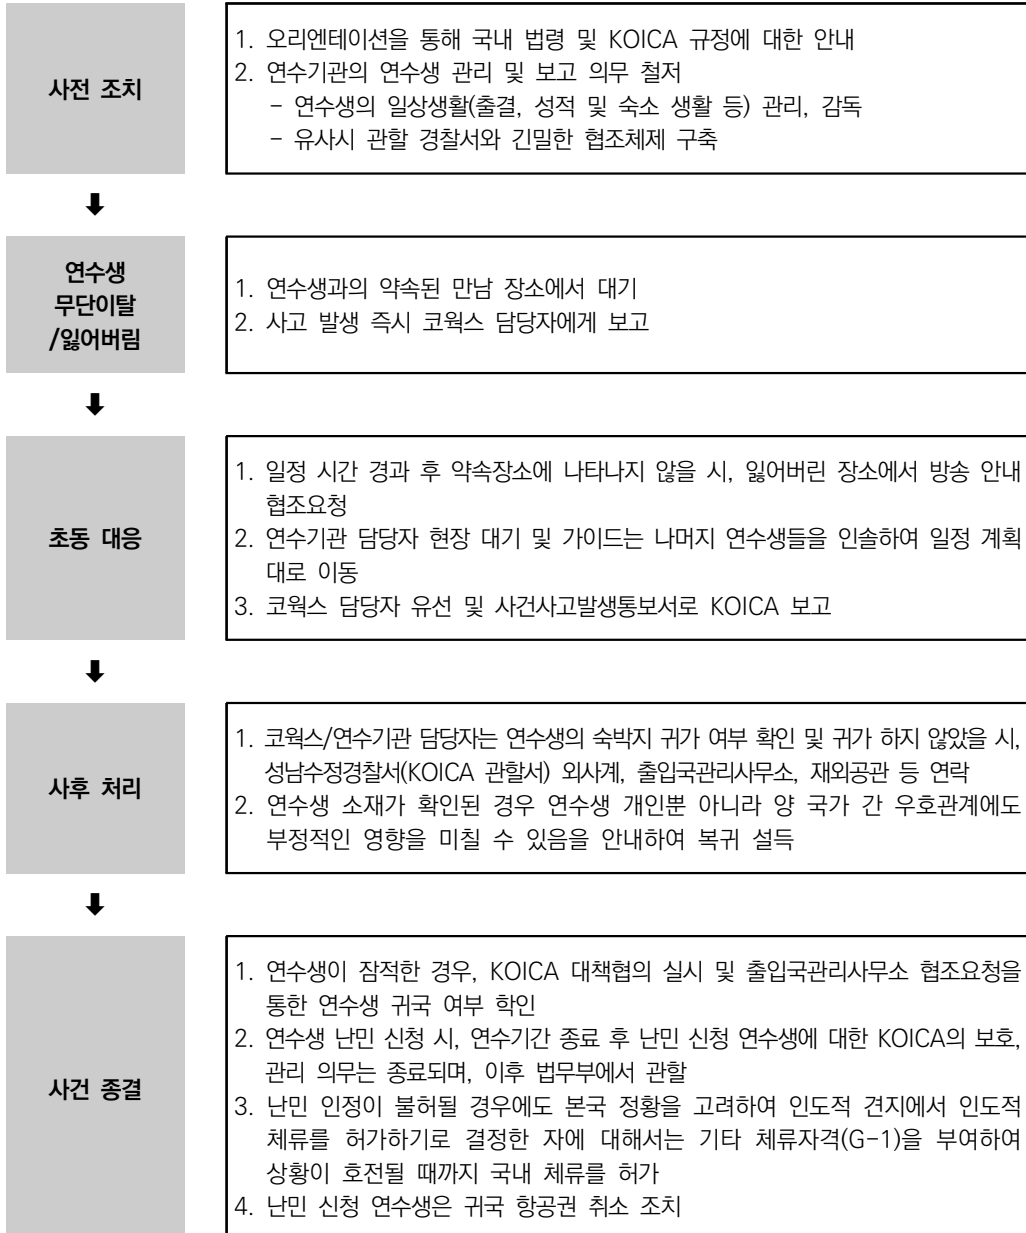 사전 조치
1. 오리엔테이션을 통해 국내 법령 및 KOICA 규정에 대한 안내
2. 연수기관의 연수생 관리 및 보고 의무 철저
- 연수생의 일상생활(출결, 성적 및 숙소 생활 등) 관리, 감독
- 유사시 관할 경찰서와 긴밀한 협조체제 구축
⬇
연수생
무단이탈
/잃어버림
1. 연수생과의 약속된 만남 장소에서 대기
2. 사고 발생 즉시 코웍스 담당자에게 보고
⬇
초동 대응
1. 일정 시간 경과 후 약속장소에 나타나지 않을 시, 잃어버린 장소에서 방송 안내
협조요청
2. 연수기관 담당자 현장 대기 및 가이드는 나머지 연수생들을 인솔하여 일정 계획
대로 이동
3. 코웍스 담당자 유선 및 사건사고발생통보서로 KOICA 보고
⬇
사후 처리
1. 코웍스/연수기관 담당자는 연수생의 숙박지 귀가 여부 확인 및 귀가 하지 않았을 시,
성남수정경찰서(KOICA 관할서) 외사계, 출입국관리사무소, 재외공관 등 연락
2. 연수생 소재가 확인된 경우 연수생 개인뿐 아니라 양 국가 간 우호관계에도
부정적인 영향을 미칠 수 있음을 안내하여 복귀 설득
⬇
사건 종결
1. 연수생이 잠적한 경우, KOICA 대책협의 실시 및 출입국관리사무소 협조요청을
통한 연수생 귀국 여부 학인
2. 연수생 난민 신청 시, 연수기간 종료 후 난민 신청 연수생에 대한 KOICA의 보호,
관리 의무는 종료되며, 이후 법무부에서 관할
3. 난민 인정이 불허될 경우에도 본국 정황을 고려하여 인도적 견지에서 인도적
체류를 허가하기로 결정한 자에 대해서는 기타 체류자격(G-1)을 부여하여
상황이 호전될 때까지 국내 체류를 허가
4. 난민 신청 연수생은 귀국 항공권 취소 조치